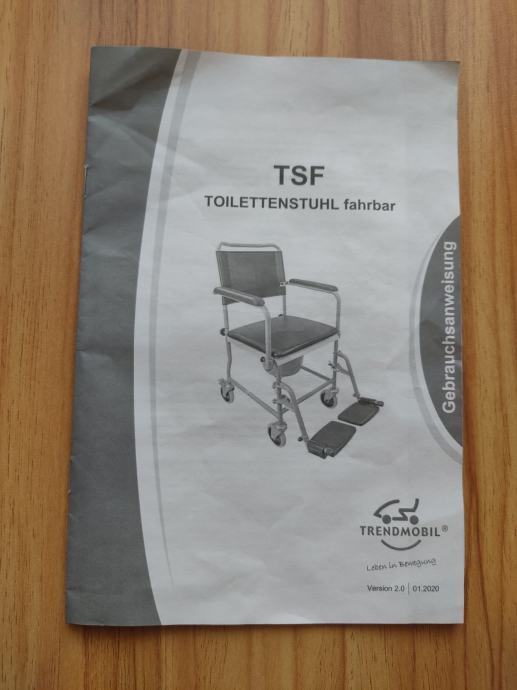 TSF
TOILETTENSTUHL fahrbar
Gebrauchsanweisung
TRENDMOBIL®
Leben in Bewegung
Version 2.0 | 01.2020